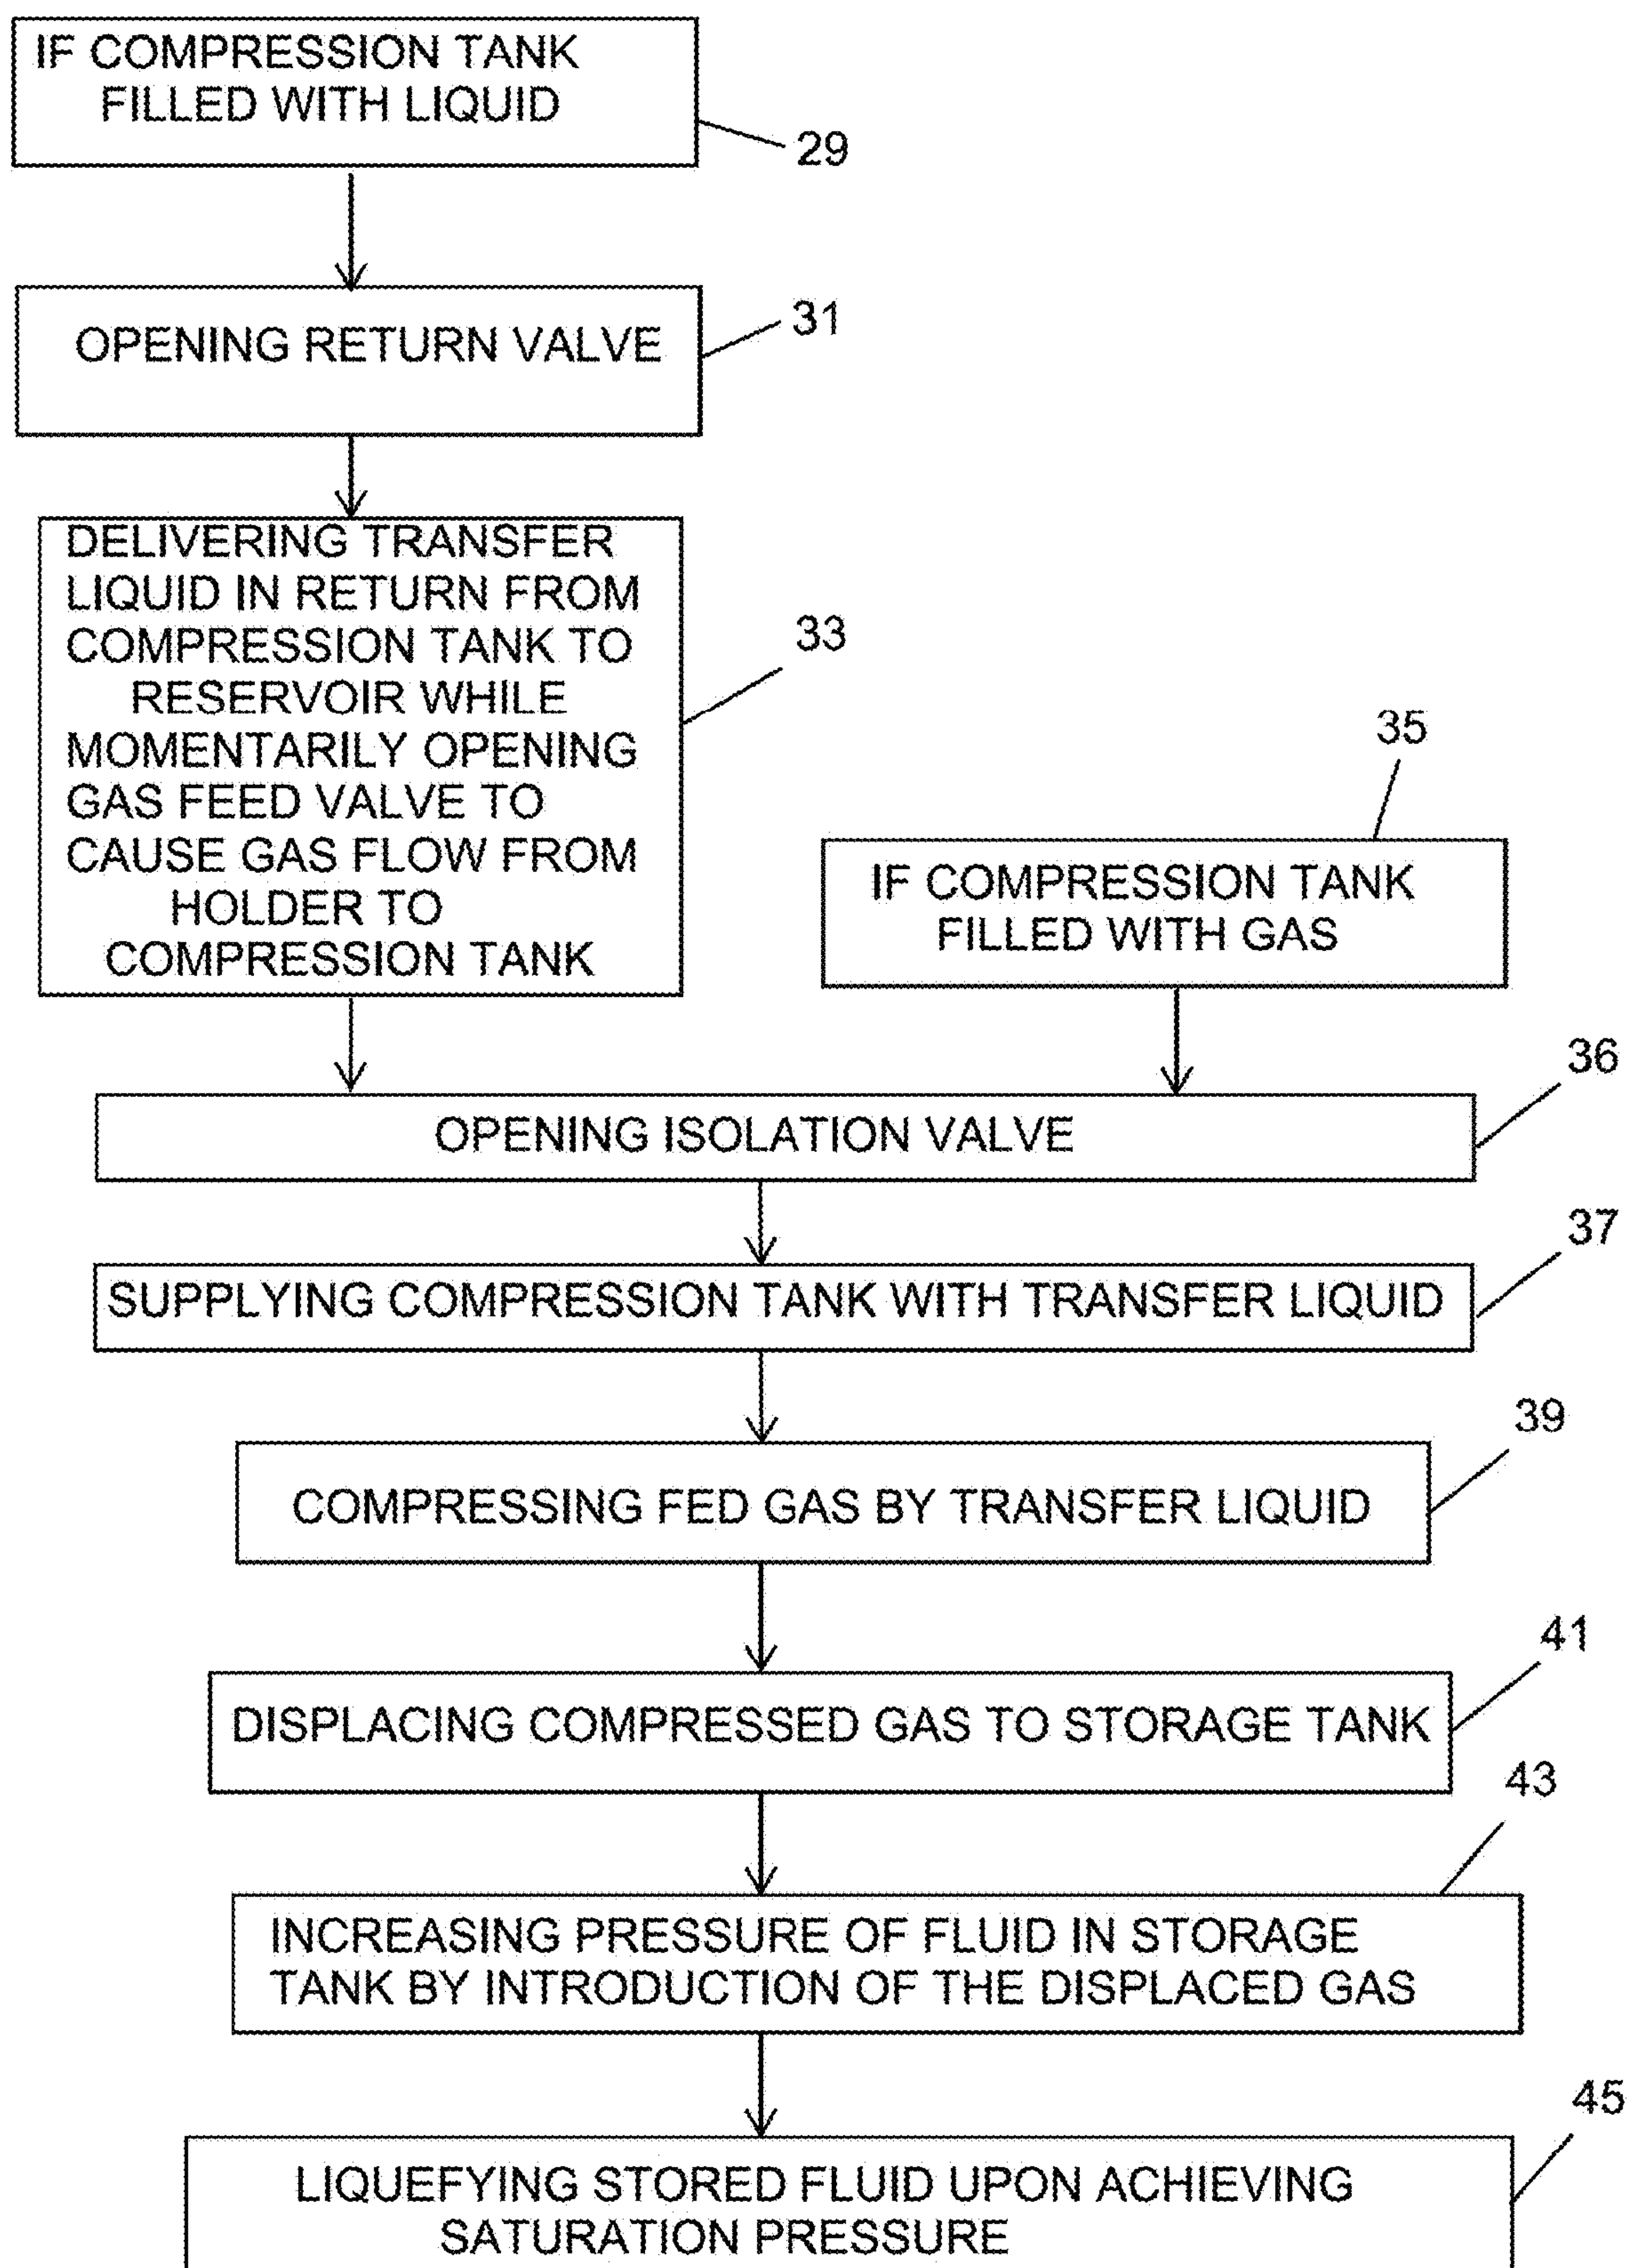 IF COMPRESSION TANK
FILLED WITH LIQUID
29
OPENING RETURN VALVE
31
DELIVERING TRANSFER
LIQUID IN RETURN FROM
COMPRESSION TANK TO
RESERVOIR WHILE
MOMENTARILY OPENING
GAS FEED VALVE TO
CAUSE GAS FLOW FROM
HOLDER TO
COMPRESSION TANK
33
35
IF COMPRESSION TANK
FILLED WITH GAS
36
OPENING ISOLATION VALVE
37
SUPPLYING COMPRESSION TANK WITH TRANSFER LIQUID
39
COMPRESSING FED GAS BY TRANSFER LIQUID
41
DISPLACING COMPRESSED GAS TO STORAGE TANK
43
INCREASING PRESSURE OF FLUID IN STORAGE
TANK BY INTRODUCTION OF THE DISPLACED GAS
45
LIQUEFYING STORED FLUID UPON ACHIEVING
SATURATION PRESSURE